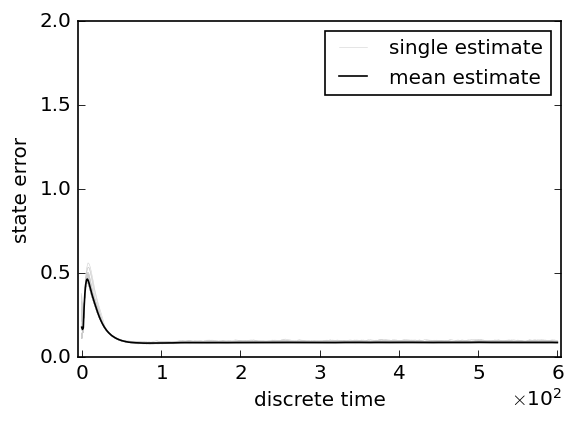 2.0
single estimate
mean estimate
1.5
state error
1.0
0.5
0.0
0 1 2 3 4 5 6
discrete time
×10²